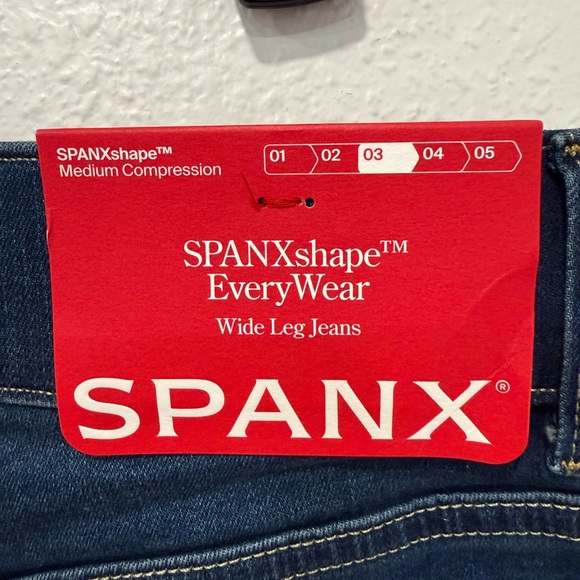 SPANXshape™
Medium Compression
01 02 03 04 05
SPANXshape™
EveryWear
Wide Leg Jeans
SPANX®